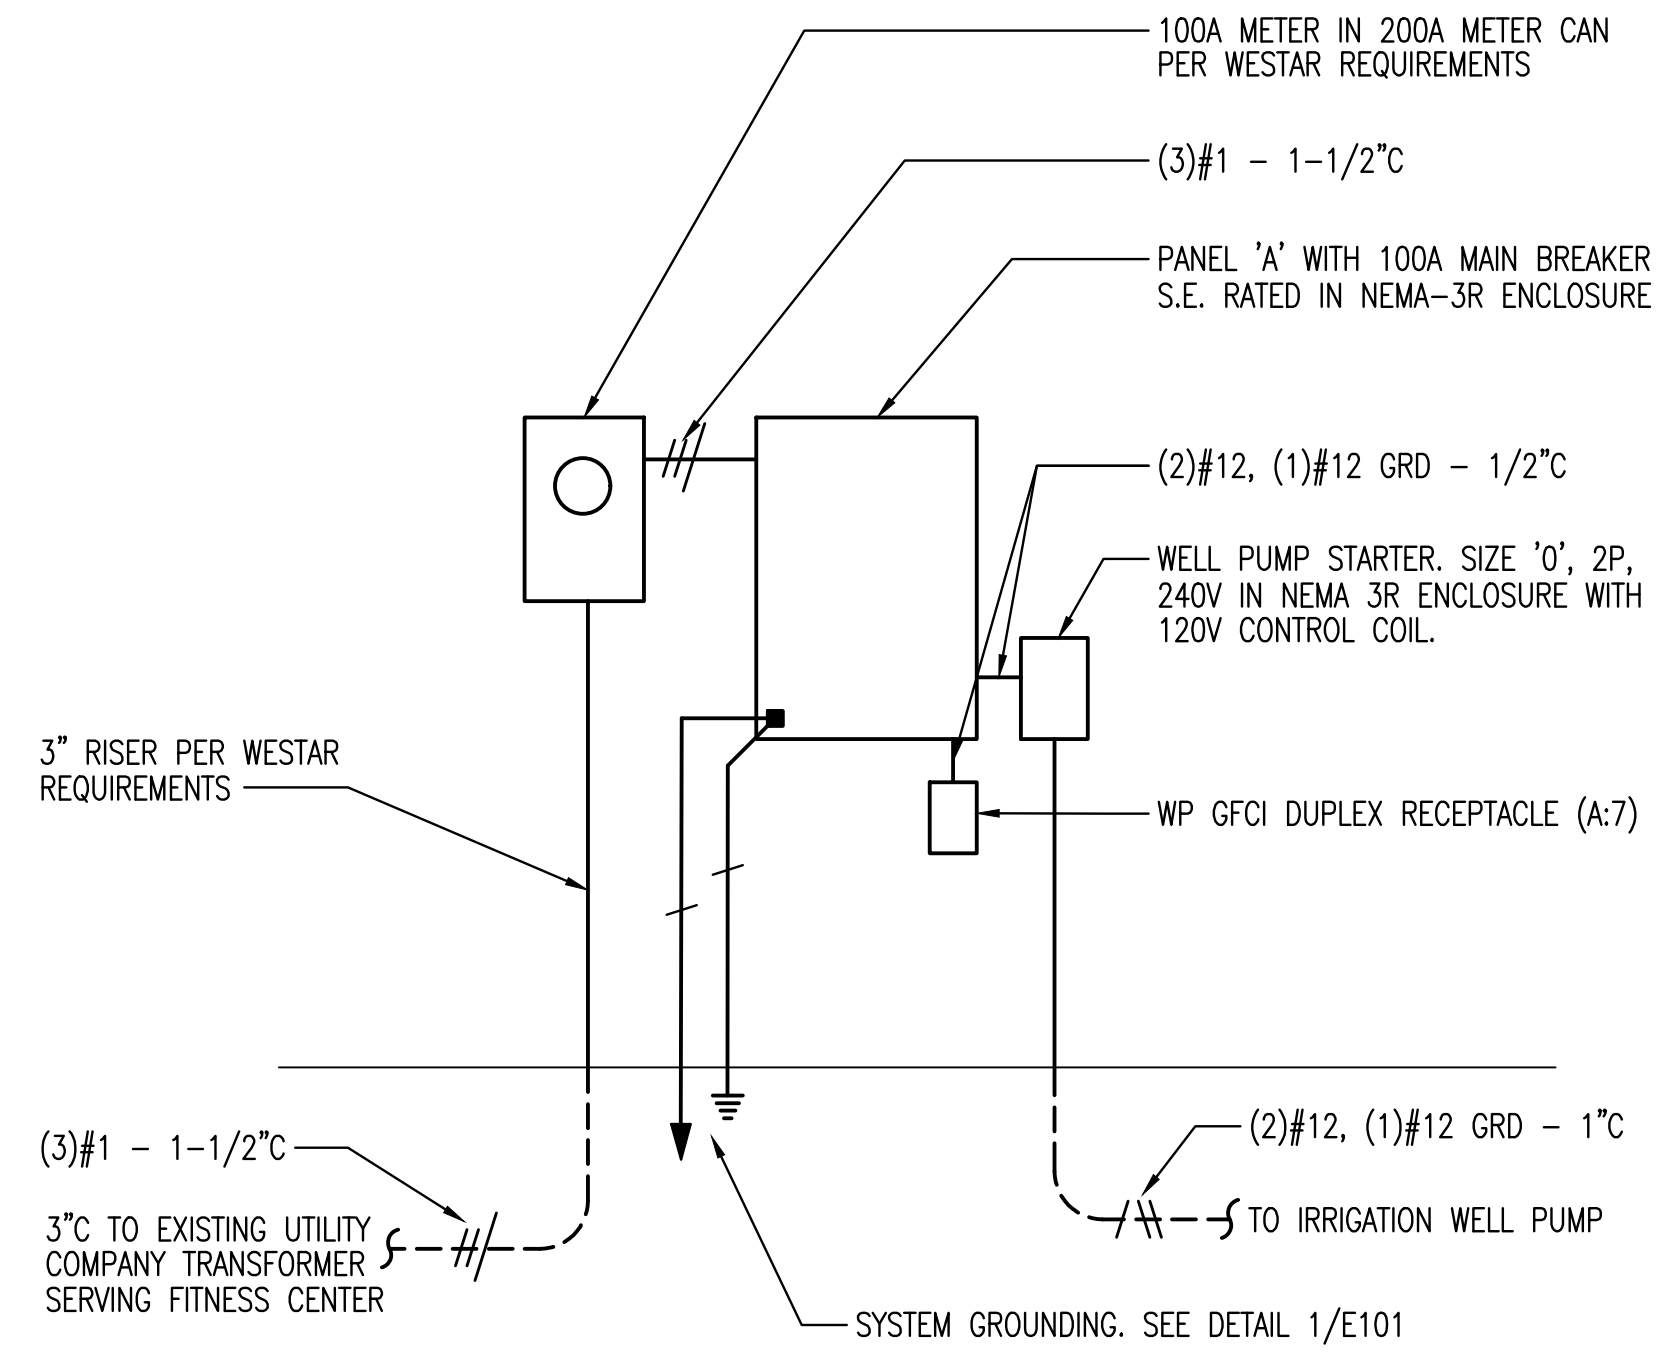 100A METER IN 200A METER CAN
PER WESTAR REQUIREMENTS
(3)#1 – 1–1/2"C
PANEL 'A' WITH 100A MAIN BREAKER
S.E. RATED IN NEMA–3R ENCLOSURE
(2)#12, (1)#12 GRD – 1/2"C
WELL PUMP STARTER. SIZE '0', 2P,
240V IN NEMA 3R ENCLOSURE WITH
120V CONTROL COIL.
3" RISER PER WESTAR
REQUIREMENTS
WP GFCI DUPLEX RECEPTACLE (A:7)
(3)#1 – 1–1/2"C
3"C TO EXISTING UTILITY
COMPANY TRANSFORMER
SERVING FITNESS CENTER
(2)#12, (1)#12 GRD – 1"C
TO IRRIGATION WELL PUMP
SYSTEM GROUNDING. SEE DETAIL 1/E101